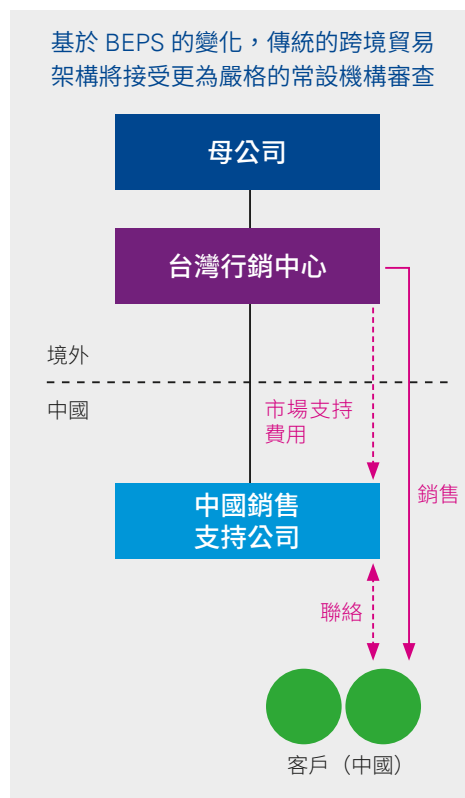 基於 BEPS 的變化，傳統的跨境貿易
架構將接受更為嚴格的常設機構審查
母公司
台灣行銷中心
境外
中國
市場支持
費用
中國銷售
支持公司
銷售
聯絡
客戶（中國）